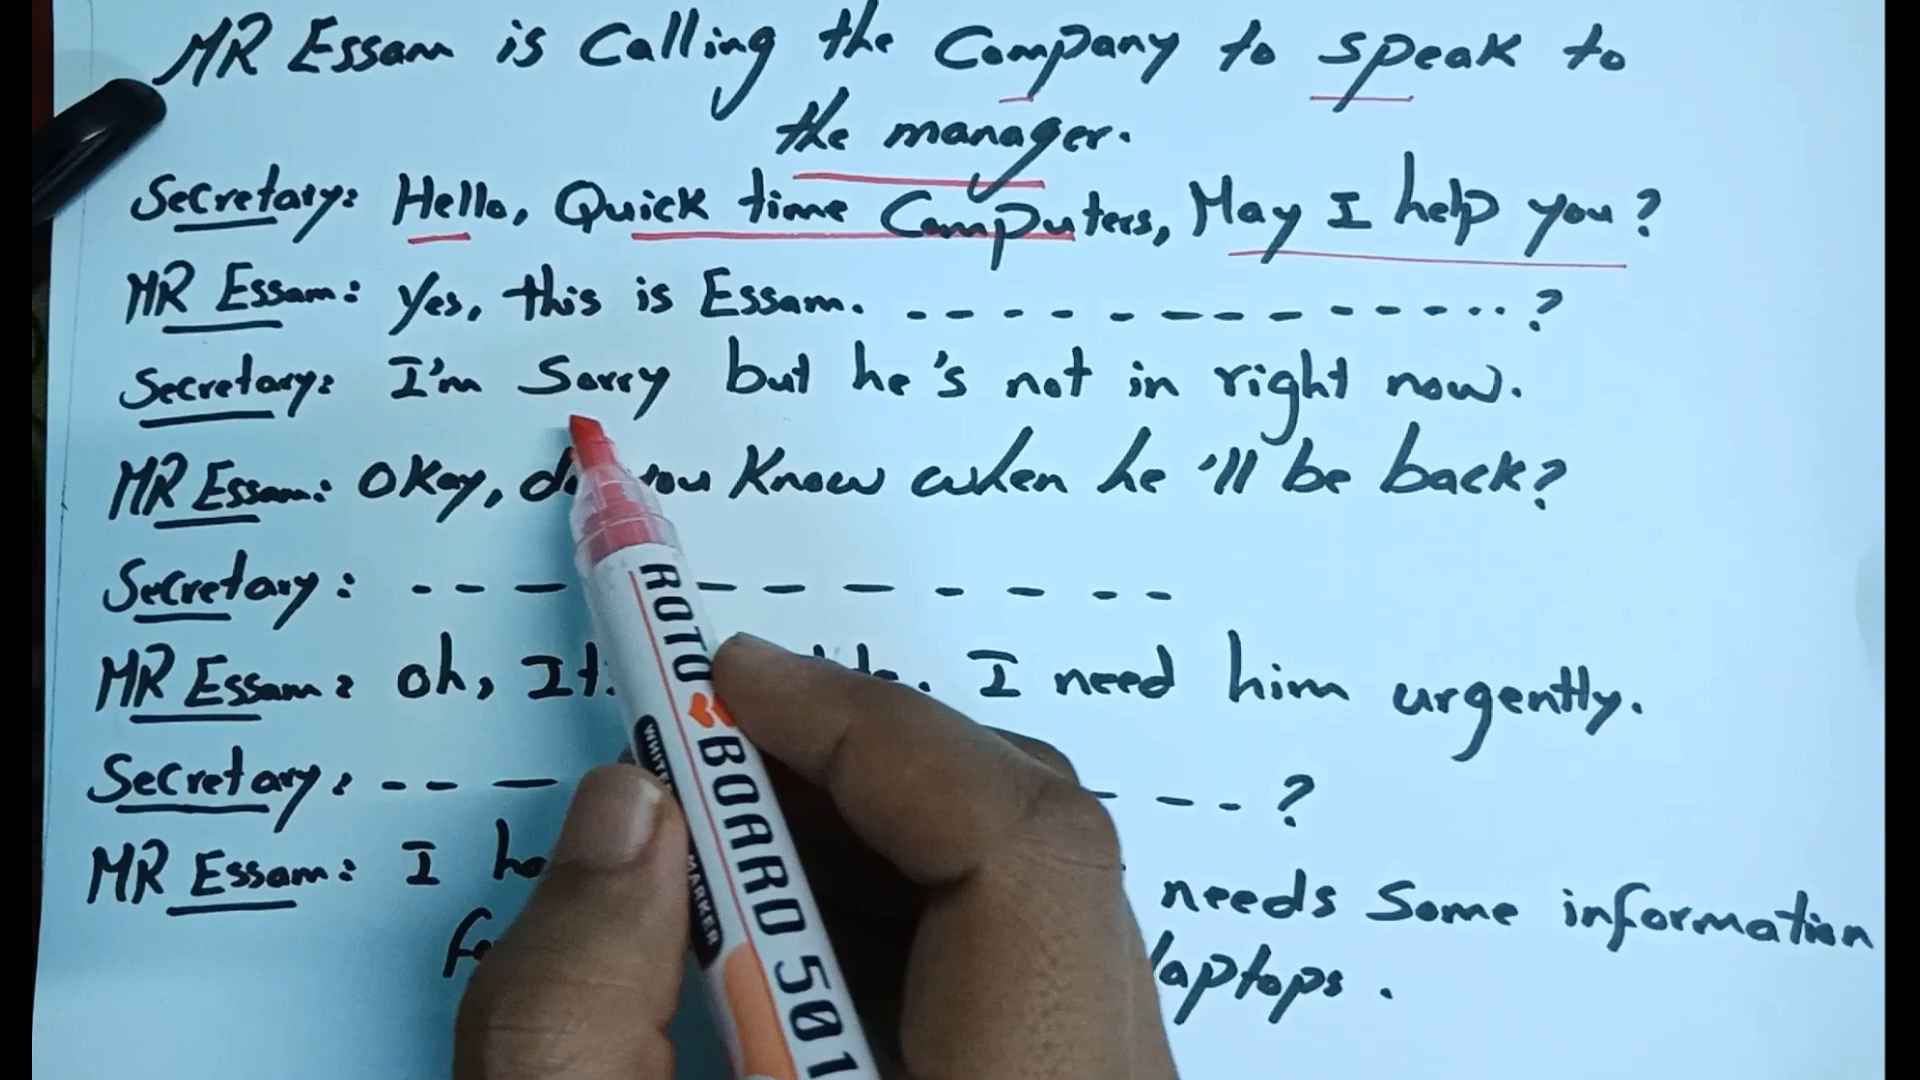 MR Essam is Calling the Company to speak to
the manager.
Secretary: Hello, Quick time Computers, May I help you?
MR Essam: Yes, this is Essam. - - - - - - - - - - - - - - ?
Secretary: I'm Sorry but he's not in right now.
MR Essam: Okay, you Know when he 'll be back?
Secretary: - - - - - - - - - - -
MR Essam: oh, I need him urgently.
Secretary: - - - - - - - ?
MR Essam: I needs Some information
laptops.
ROTO BOARD 501
MARKER